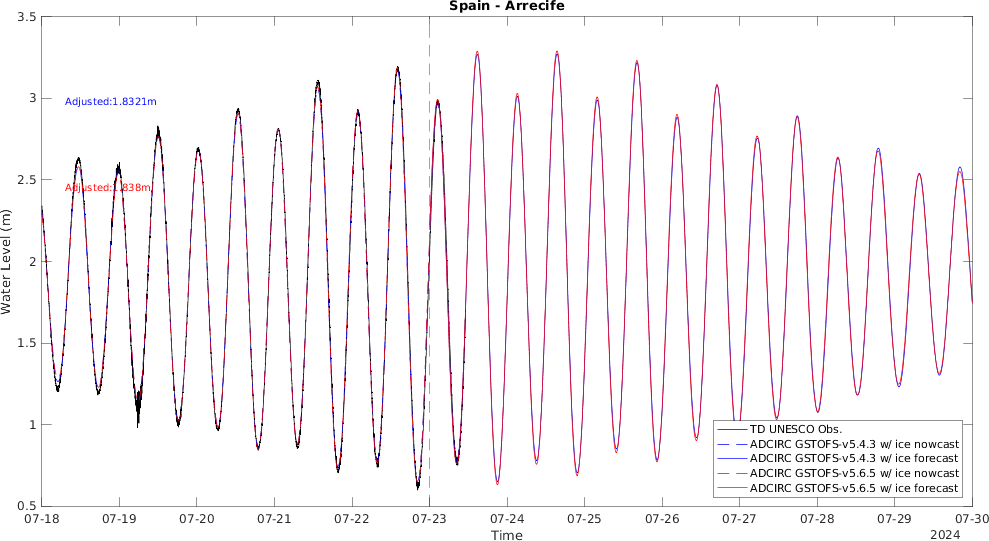 Spain - Arrecife
3.5
3
2.5
2
1.5
1
0.5
Water Level (m)
Adjusted:1.8321m
Adjusted:1.838m
TD UNESCO Obs.
ADCIRC GSTOFS-v5.4.3 w/ ice nowcast
ADCIRC GSTOFS-v5.4.3 w/ ice forecast
ADCIRC GSTOFS-v5.6.5 w/ ice nowcast
ADCIRC GSTOFS-v5.6.5 w/ ice forecast
07-18 07-19 07-20 07-21 07-22 07-23 07-24 07-25 07-26 07-27 07-28 07-29 07-30
Time 2024